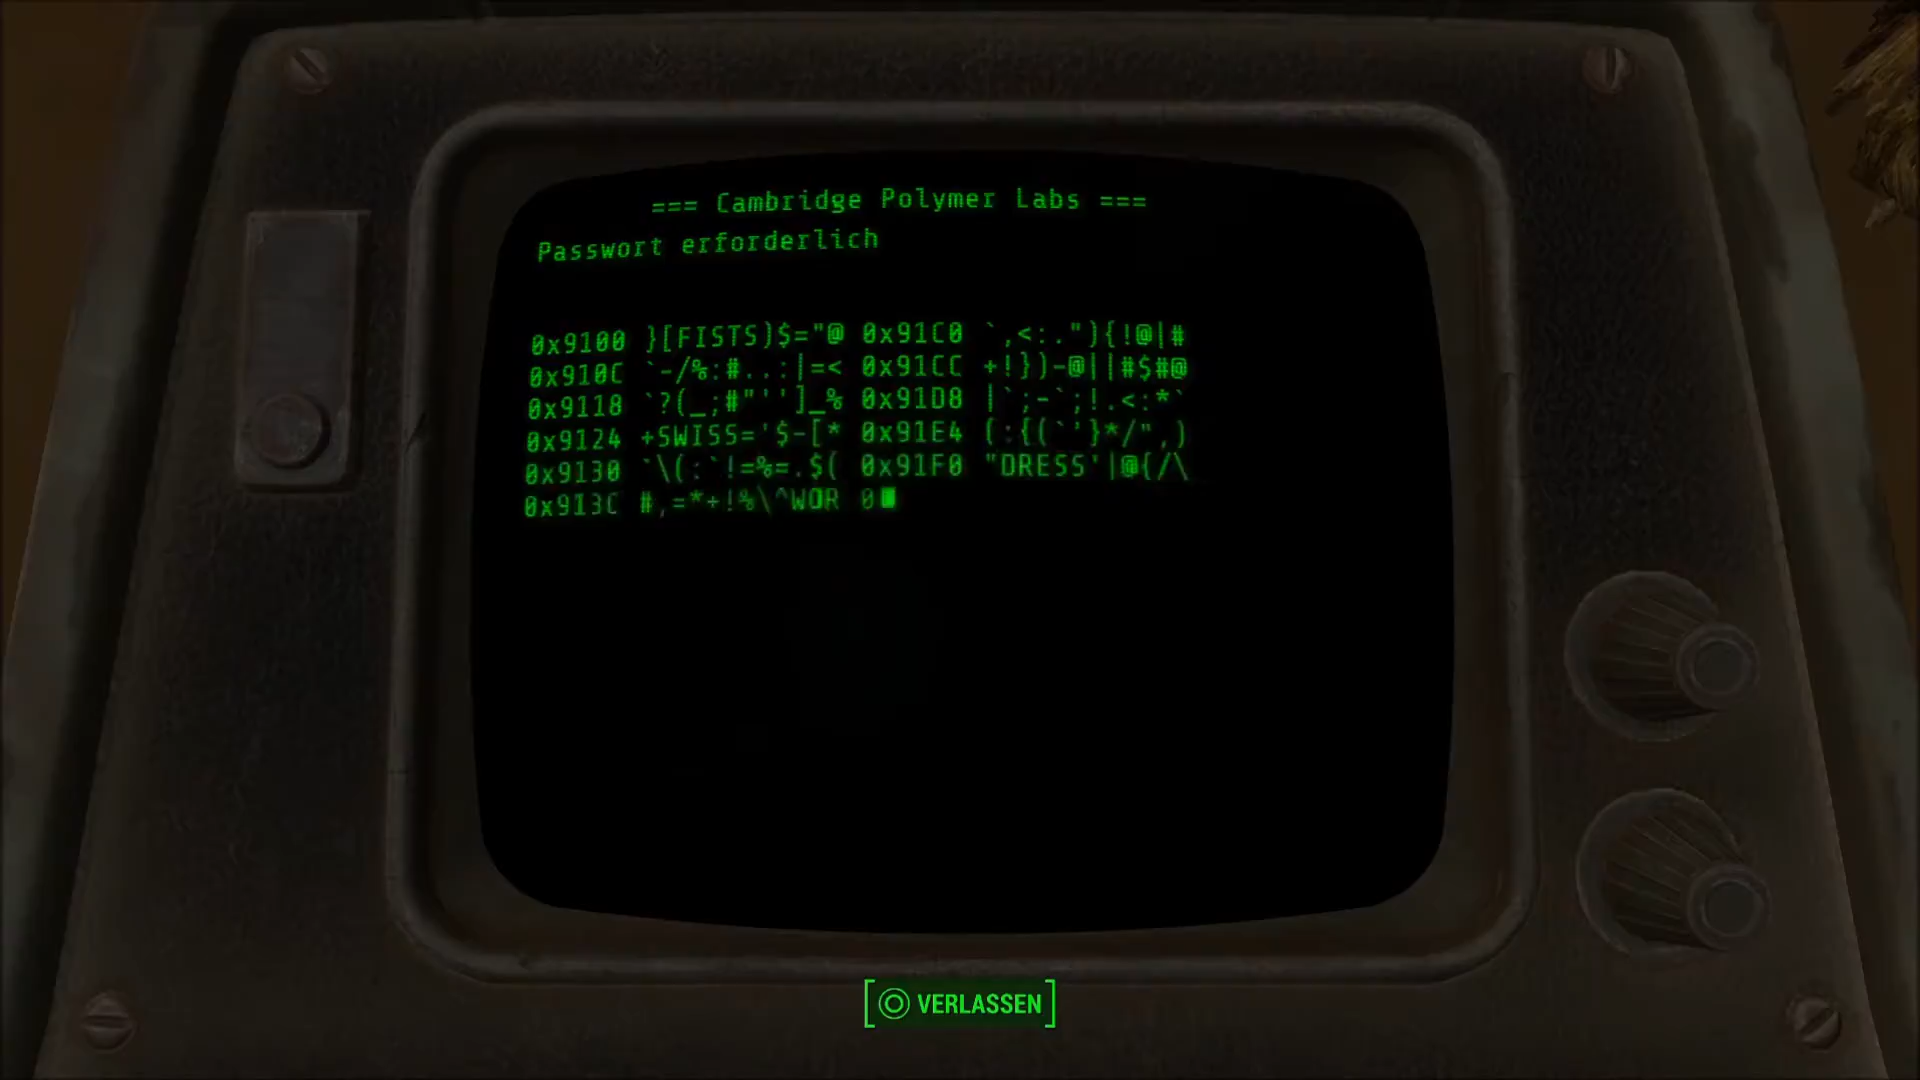 === Cambridge Polymer Labs ===
Passwort erforderlich
0x9100 }[FISTS)$="@ 0x91C0 `,<:."){!@|#
0x910C `-/%:#..:|=< 0x91CC +!})-@||#$#@
0x9118 `?(_;#"'']_% 0x91D8 |`;-`;!.<:*`
0x9124 +SWISS='$-[* 0x91E4 (:{(`'}*/",)
0x9130 `\(:`!=%=.$( 0x91F0 "DRESS'|@{/\
0x913C #,=*+!%\^WOR 0
VERLASSEN